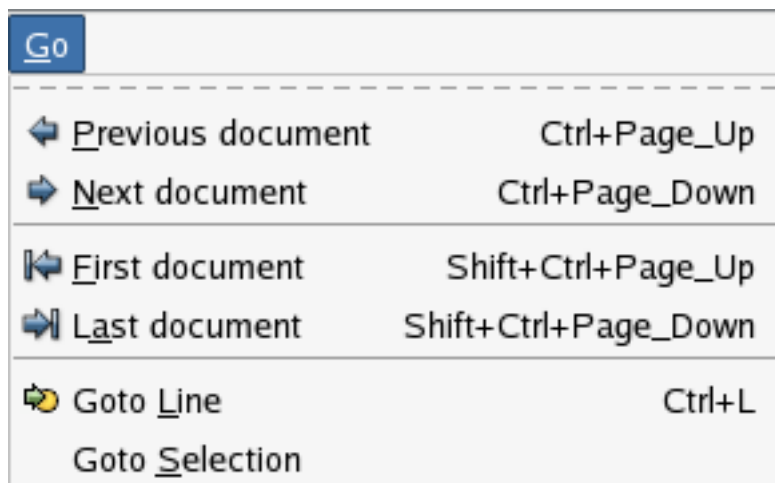 Go
Previous document Ctrl+Page_Up
Next document Ctrl+Page_Down
First document Shift+Ctrl+Page_Up
Last document Shift+Ctrl+Page_Down
Goto Line Ctrl+L
Goto Selection